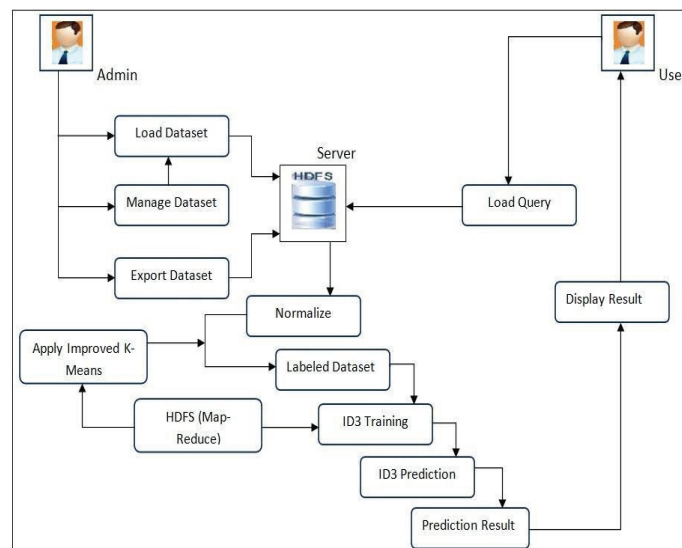 Admin
Use
Load Dataset
Server
HDFS
Manage Dataset
Load Query
Export Dataset
Display Result
Normalize
Apply Improved K-
Means
Labeled Dataset
HDFS (Map-
Reduce)
ID3 Training
ID3 Prediction
Prediction Result